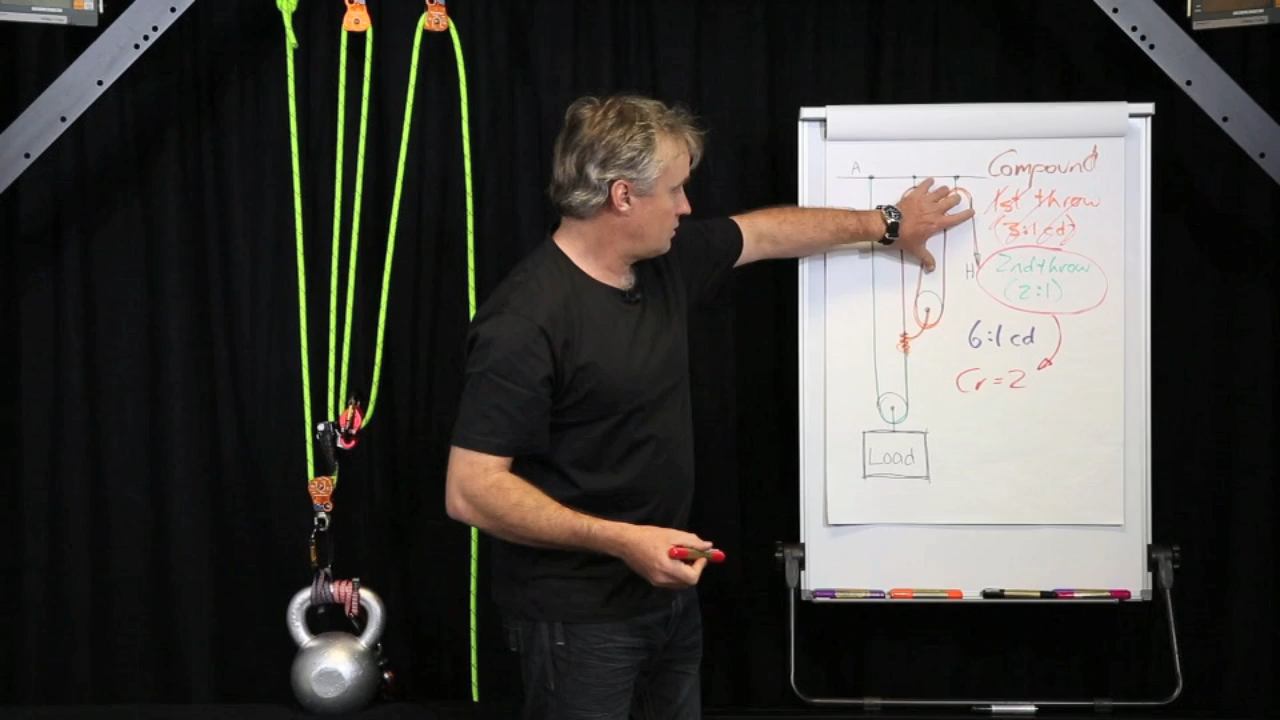 A
Compound
1st throw
(3:1 cd)
H
2nd throw
(2:1)
6:1 cd
Cr=2
Load